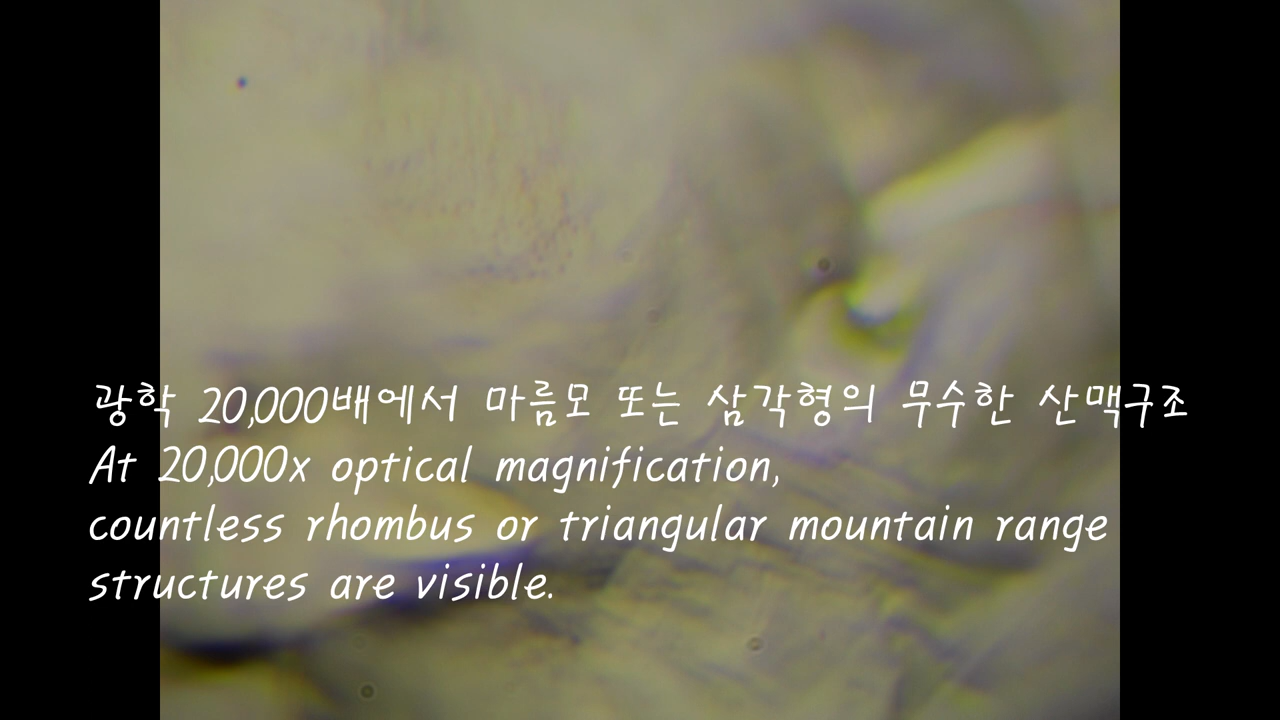 광학 20,000배에서 마름모 또는 삼각형의 무수한 산맥구조
At 20,000x optical magnification,
countless rhombus or triangular mountain range
structures are visible.